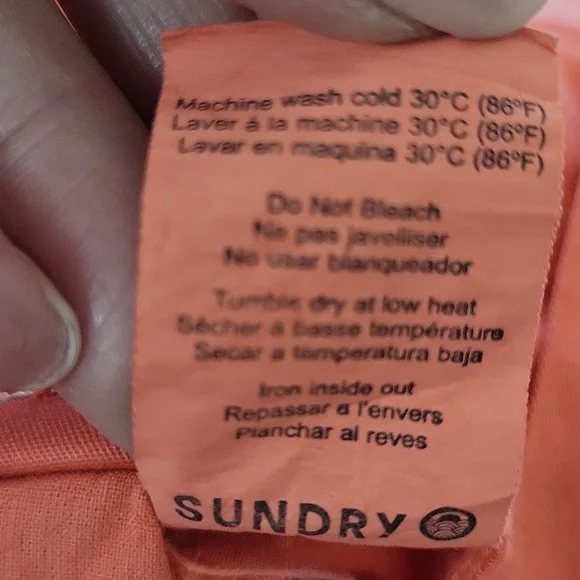 Machine wash cold 30°C (86°F)
Laver à la machine 30°C (86°F)
Lavar en maquina 30°C (86°F)
Do Not Bleach
Ne pas javelliser
No usar blanqueador
Tumble dry at low heat
Sécher à basse température
Secar a temperatura baja
Iron inside out
Repassar a l'envers
Planchar al reves
SUNDRY